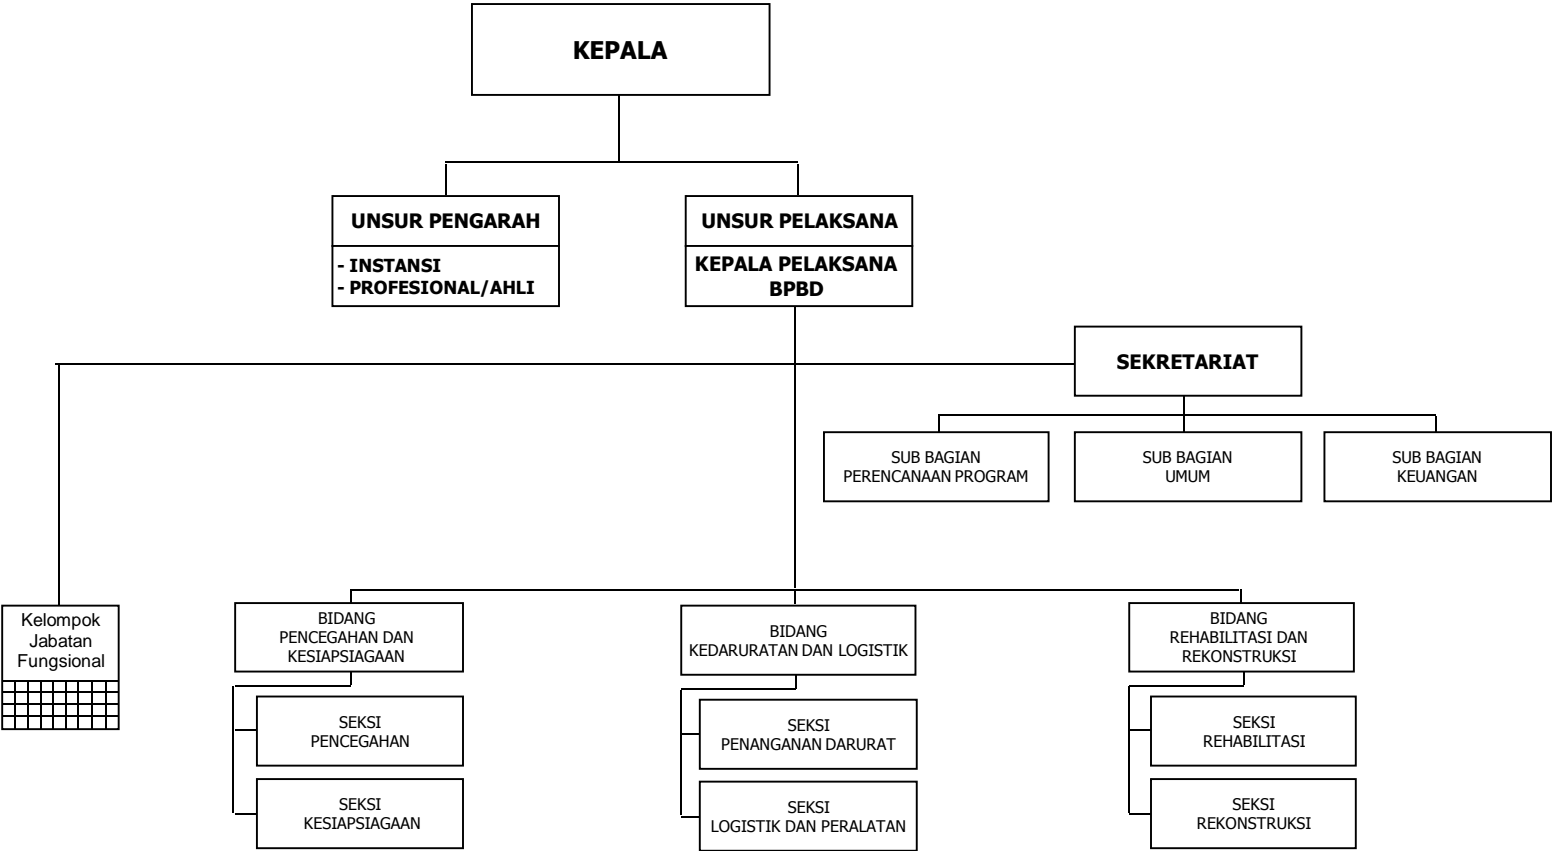 KEPALA
UNSUR PENGARAH
- INSTANSI
- PROFESIONAL/AHLI
UNSUR PELAKSANA
KEPALA PELAKSANA
BPBD
SEKRETARIAT
SUB BAGIAN
PERENCANAAN PROGRAM
SUB BAGIAN
UMUM
SUB BAGIAN
KEUANGAN
Kelompok
Jabatan
Fungsional
BIDANG
PENCEGAHAN DAN
KESIAPSIAGAAN
SEKSI
PENCEGAHAN
SEKSI
KESIAPSIAGAAN
BIDANG
KEDARURATAN DAN LOGISTIK
SEKSI
PENANGANAN DARURAT
SEKSI
LOGISTIK DAN PERALATAN
BIDANG
REHABILITASI DAN
REKONSTRUKSI
SEKSI
REHABILITASI
SEKSI
REKONSTRUKSI